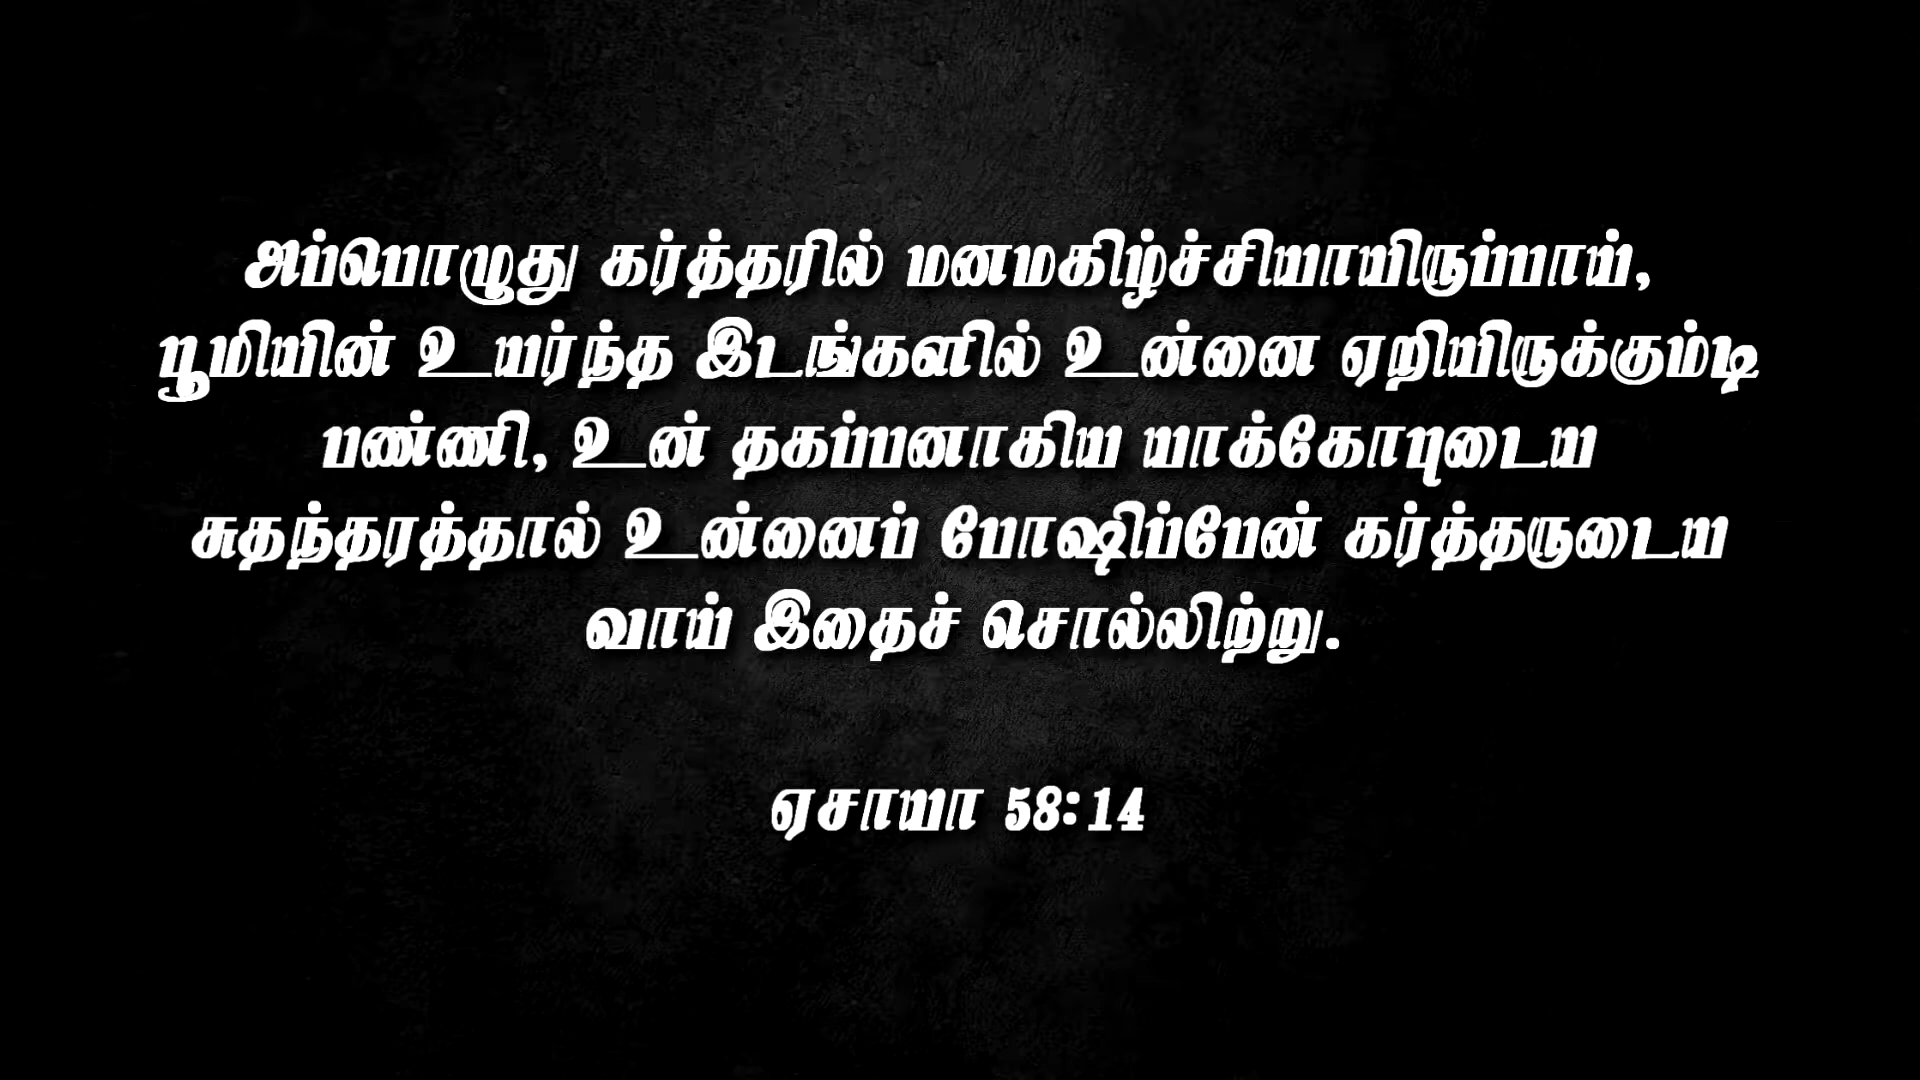 அப்பொழுது கர்த்தரில் மனமகிழ்ச்சியாயிருப்பாய்,
பூமியின் உயர்ந்த இடங்களில் உன்னை ஏறியிருக்கும்டி
பண்ணி, உன் தகப்பனாகிய யாக்கோபுடைய
சுதந்தரத்தால் உன்னைப் போஷிப்பேன் கர்த்தருடைய
வாய் இதைச் சொல்லிற்று.
ஏசாயா 58:14